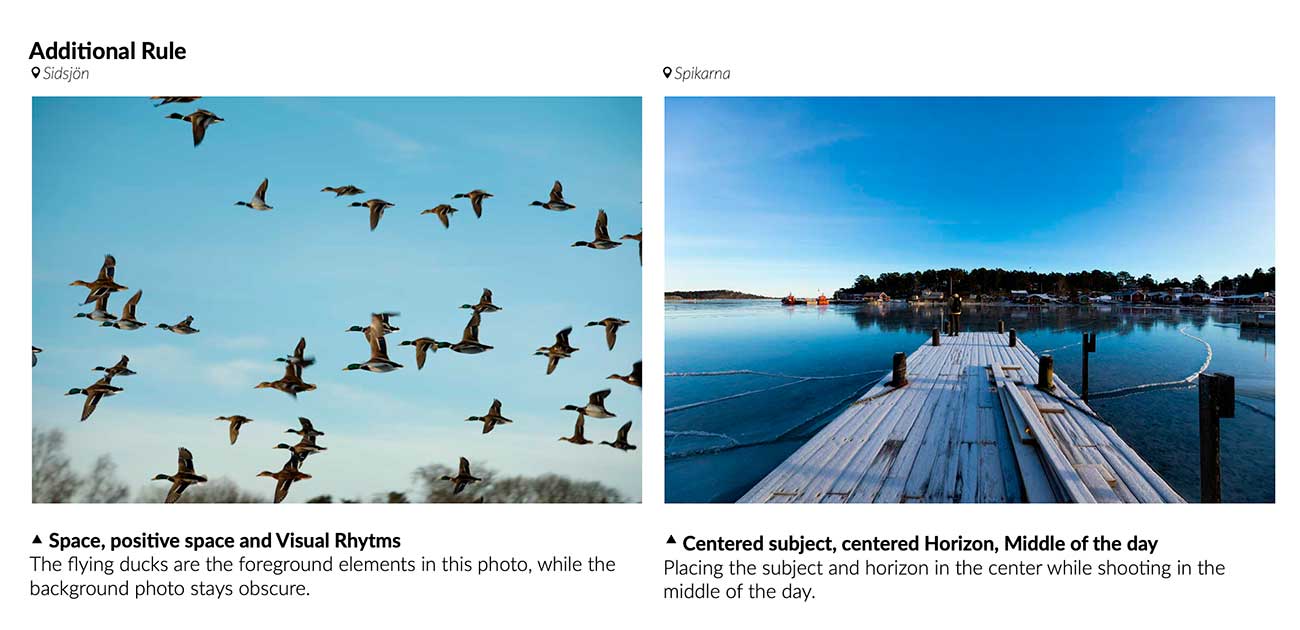 Additional Rule
Sidsjön
Spikarna
Space, positive space and Visual Rhytms
The flying ducks are the foreground elements in this photo, while the
background photo stays obscure.
Centered subject, centered Horizon, Middle of the day
Placing the subject and horizon in the center while shooting in the
middle of the day.